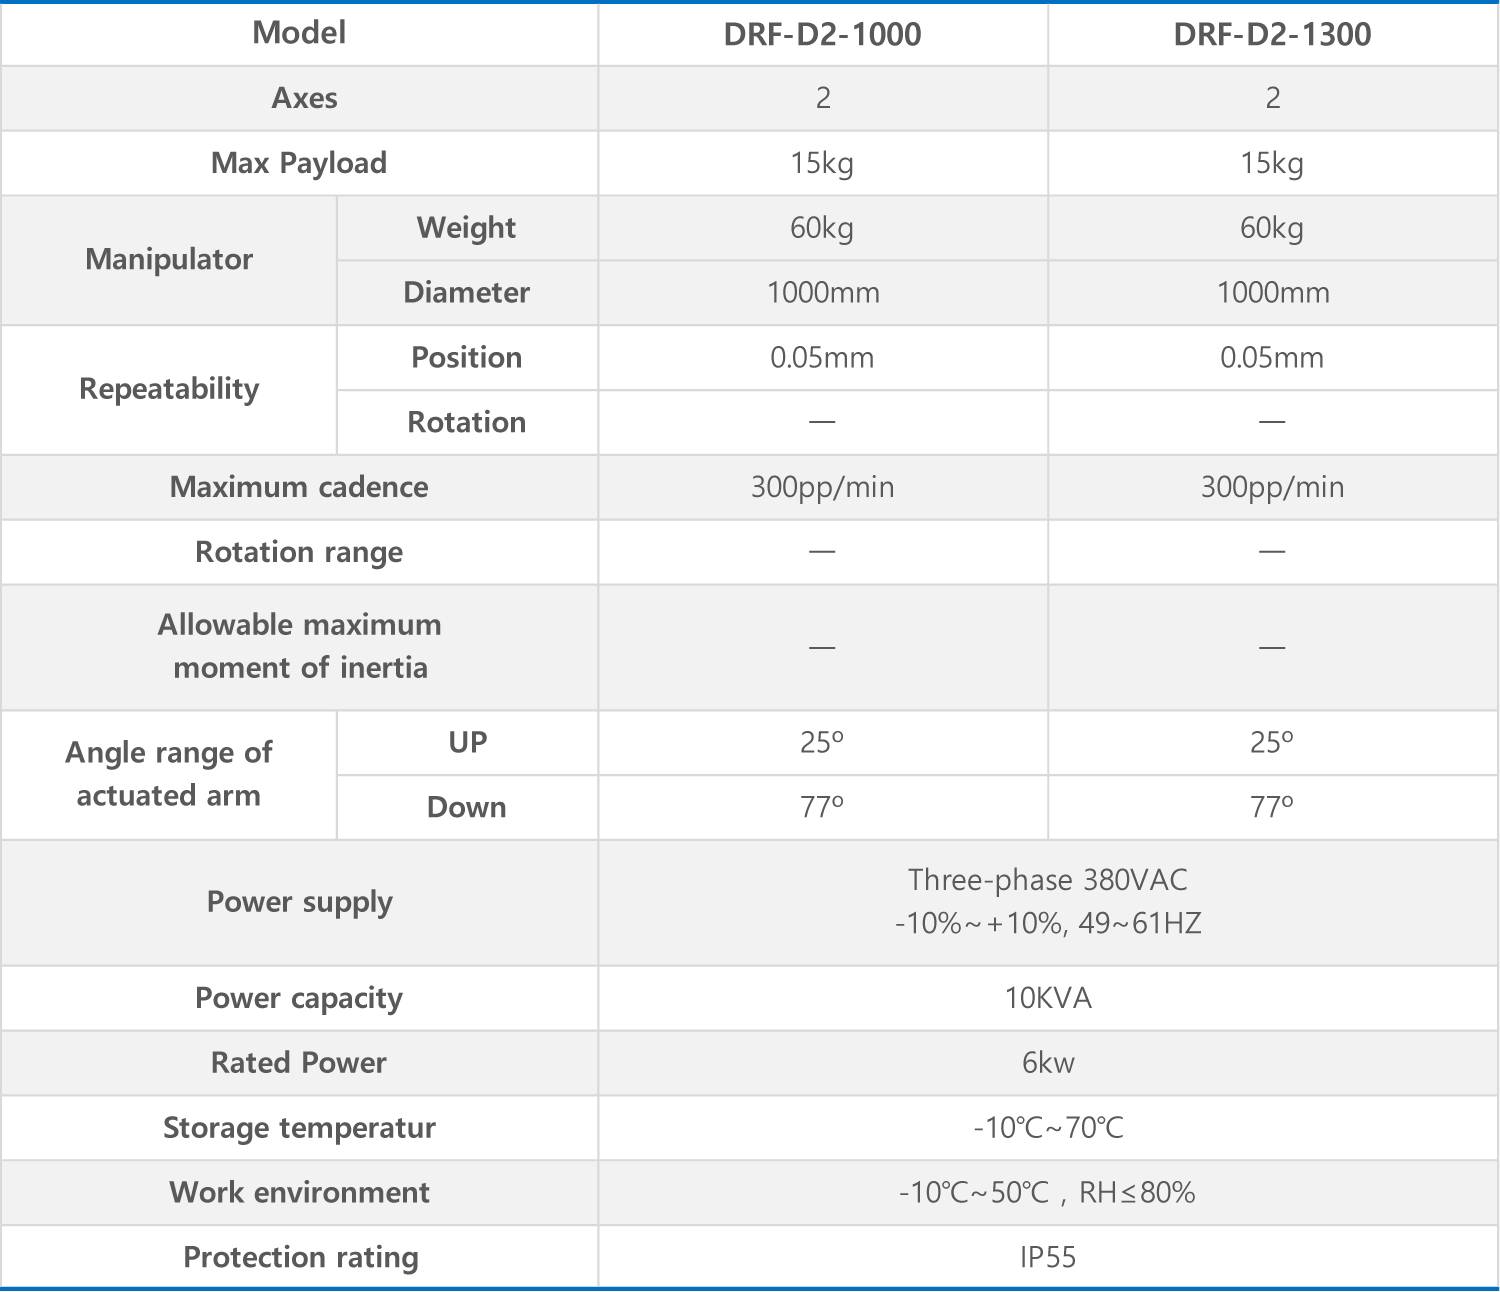 Model DRF-D2-1000 DRF-D2-1300
Axes 2 2
Max Payload 15kg 15kg
Manipulator
Weight 60kg 60kg
Diameter 1000mm 1000mm
Repeatability
Position 0.05mm 0.05mm
Rotation — —
Maximum cadence 300pp/min 300pp/min
Rotation range — —
Allowable maximum
moment of inertia
— —
Angle range of
actuated arm
UP 25º 25º
Down 77º 77º
Power supply
Three-phase 380VAC
-10%~+10%, 49~61HZ
Power capacity 10KVA
Rated Power 6kw
Storage temperatur -10℃~70℃
Work environment -10℃~50℃ , RH≤80%
Protection rating IP55